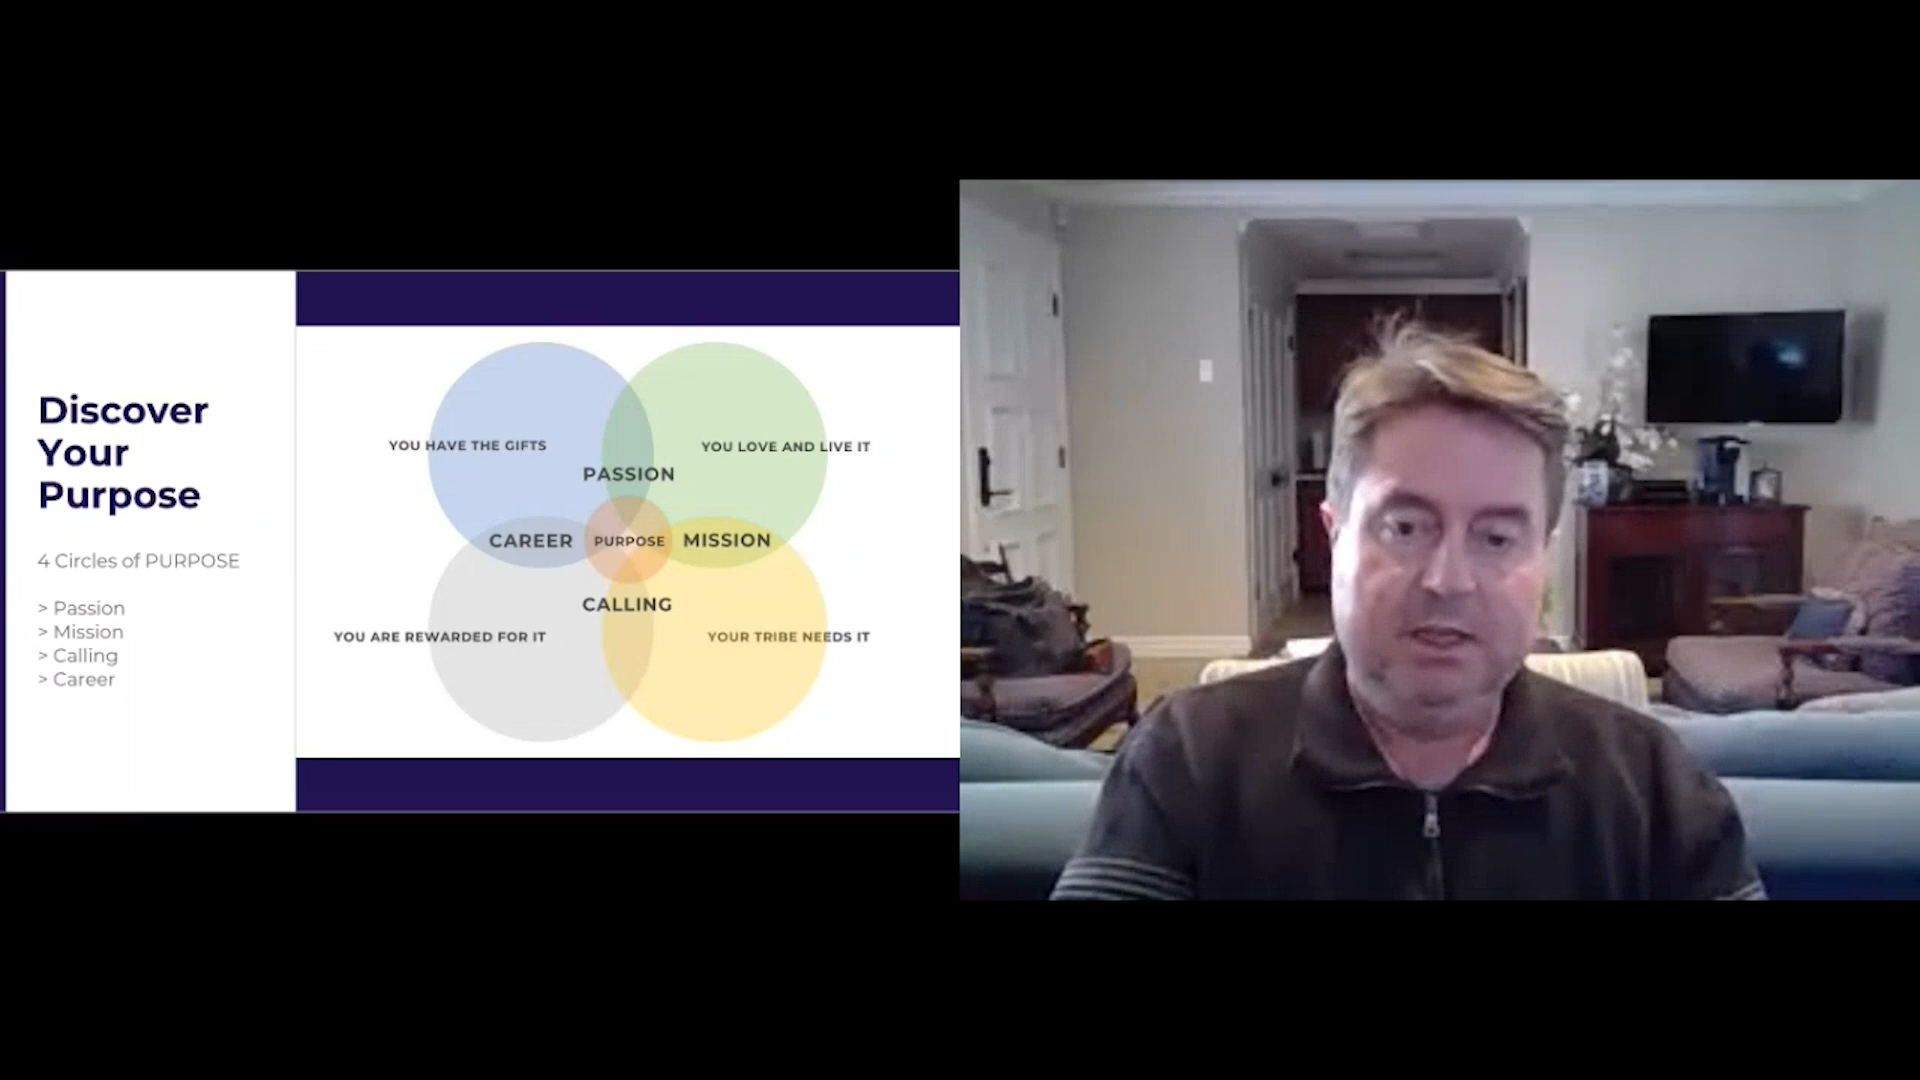 Discover
Your
Purpose
4 Circles of PURPOSE
> Passion
> Mission
> Calling
> Career
YOU HAVE THE GIFTS
YOU LOVE AND LIVE IT
PASSION
CAREER
PURPOSE
MISSION
CALLING
YOU ARE REWARDED FOR IT
YOUR TRIBE NEEDS IT